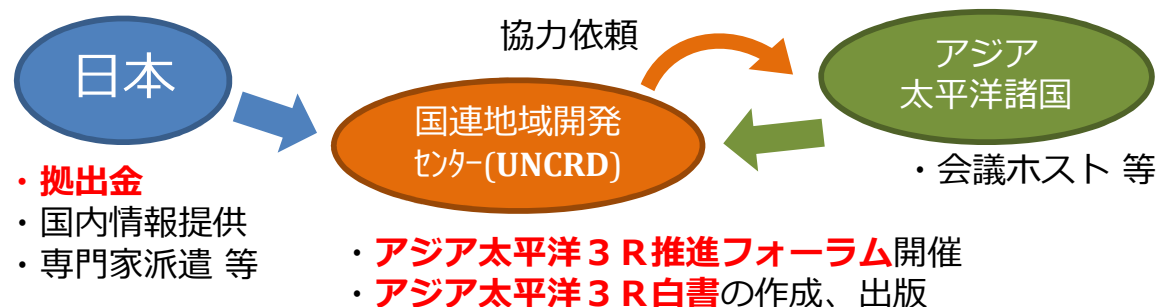 日本
協力依頼
アジア
太平洋諸国
国連地域開発
ｾﾝﾀｰ(UNCRD)
・拠出金
・国内情報提供
・専門家派遣 等
・会議ホスト 等
・アジア太平洋３Ｒ推進フォーラム開催
・アジア太平洋３Ｒ白書の作成、出版